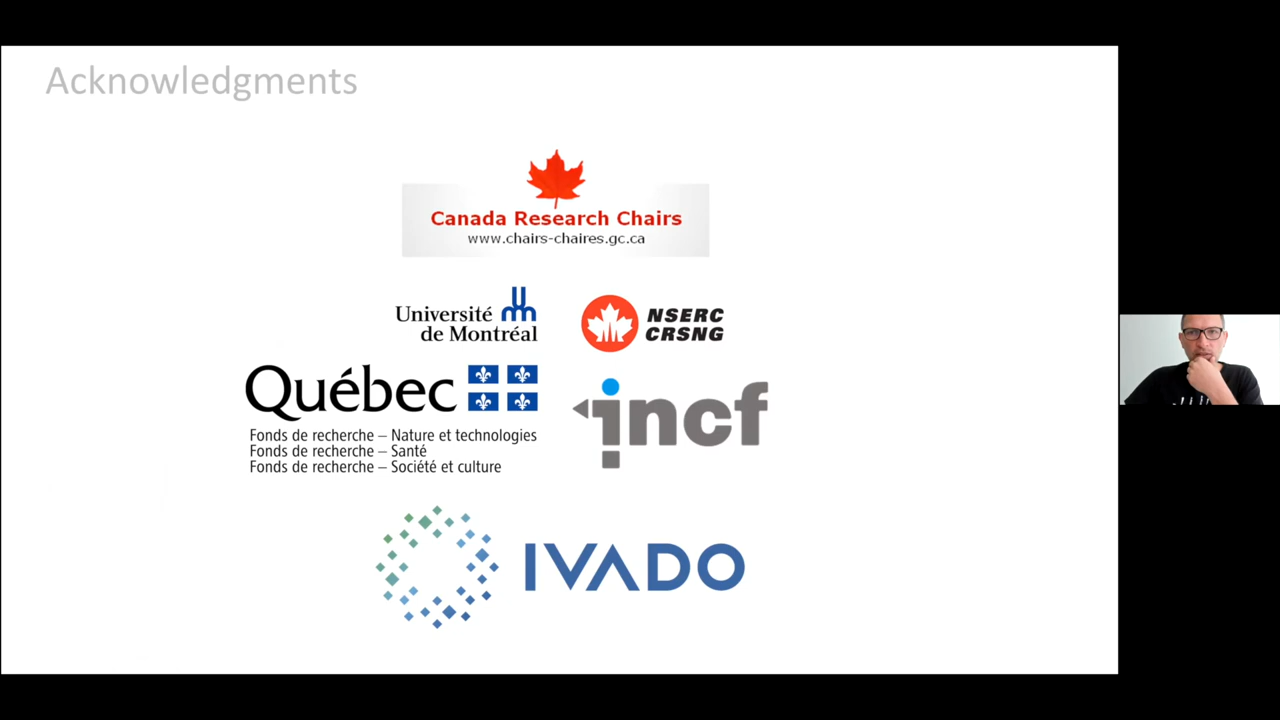 Acknowledgments
Canada Research Chairs
www.chairs-chaires.gc.ca
Université
de Montréal
NSERC
CRSNG
Québec
Fonds de recherche – Nature et technologies
Fonds de recherche – Santé
Fonds de recherche – Société et culture
incf
IVADO